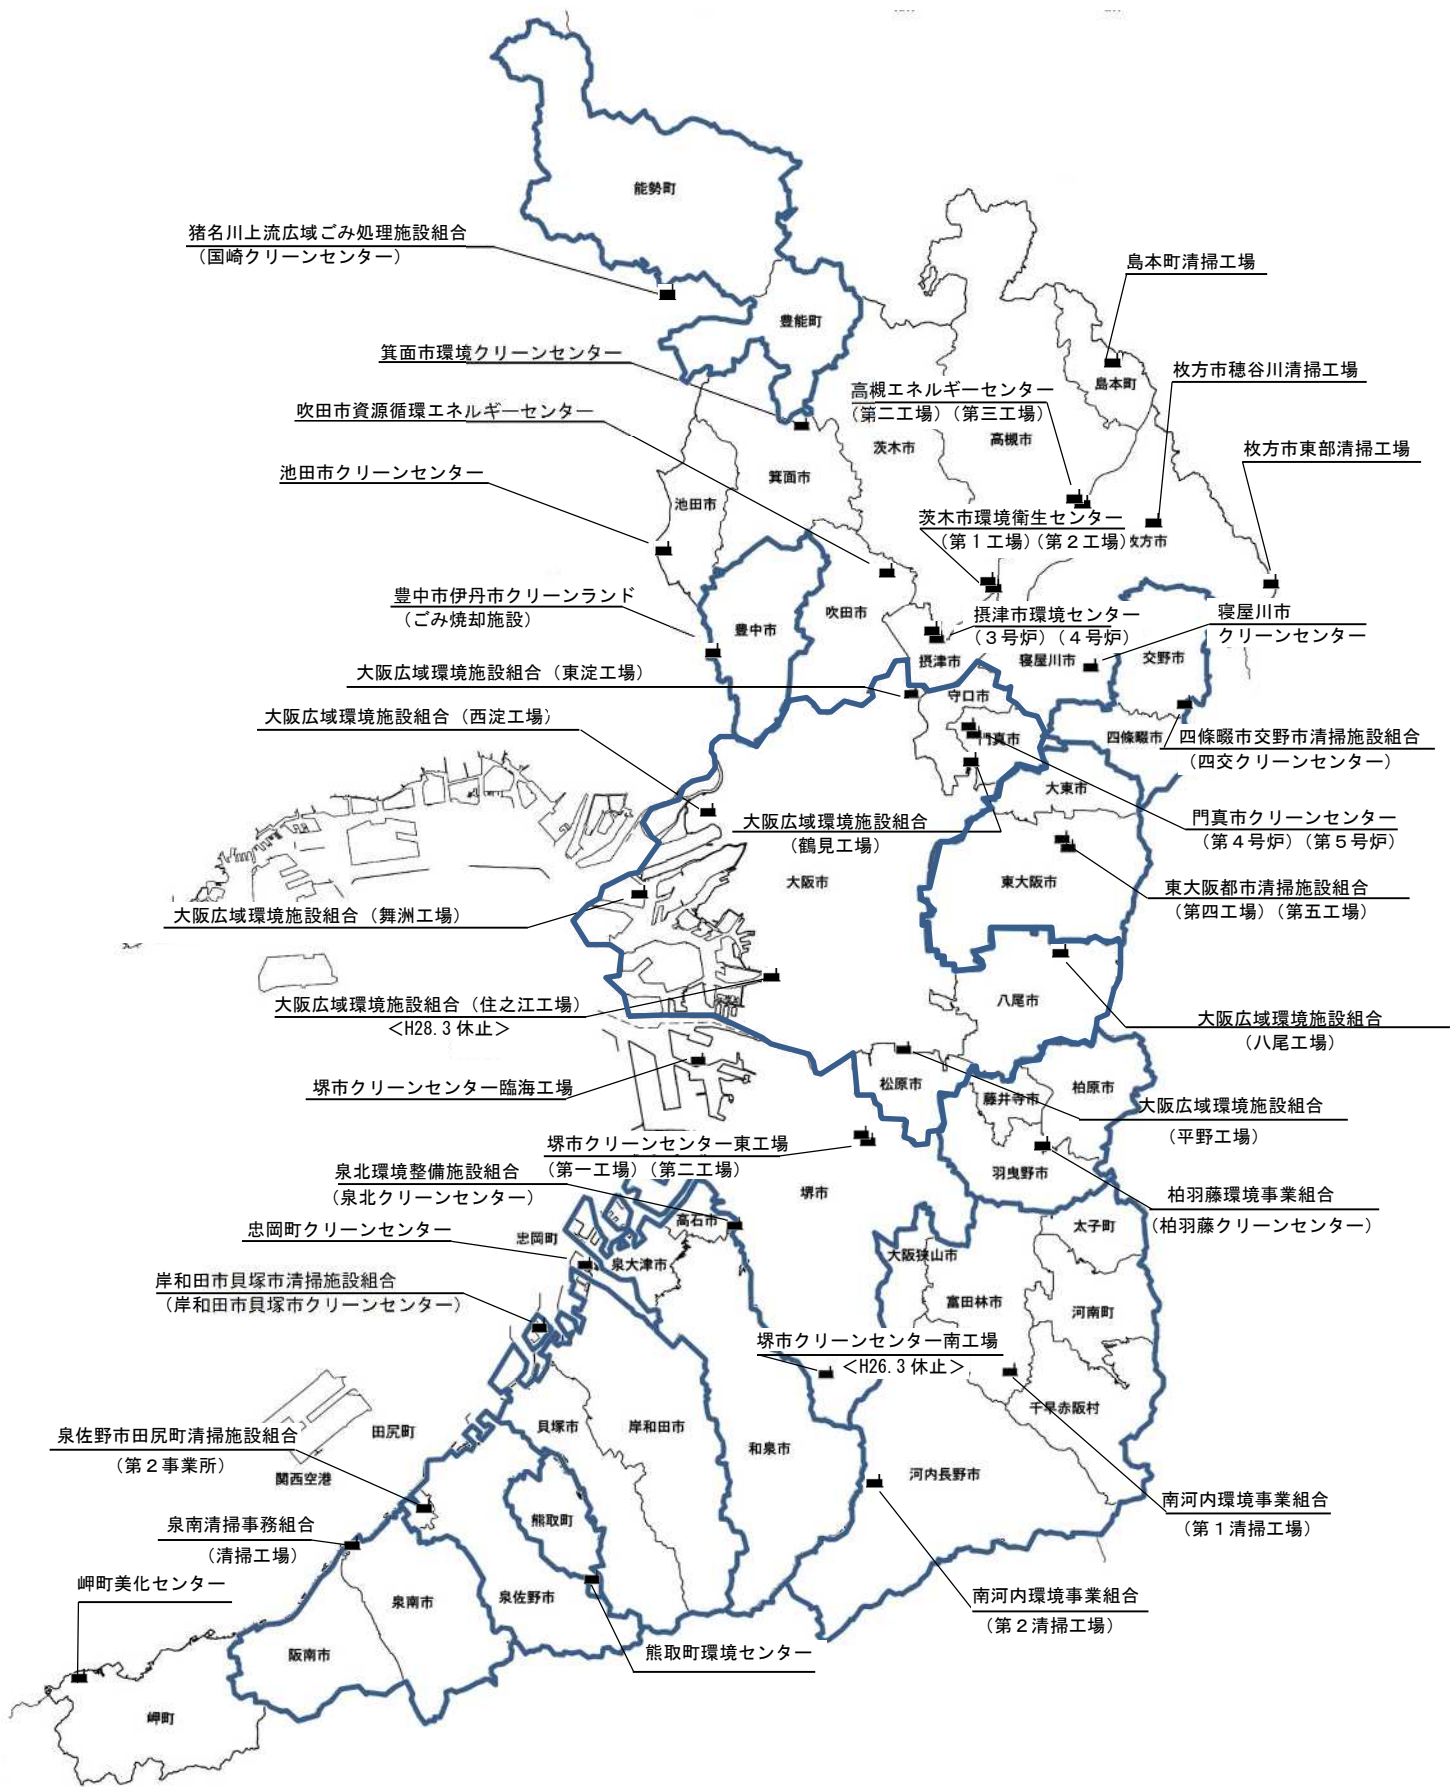 能勢町
猪名川上流広域ごみ処理施設組合
（国崎クリーンセンター）
島本町清掃工場
豊能町
箕面市環境クリーンセンター
枚方市穂谷川清掃工場
島本町
高槻エネルギーセンター
（第二工場）（第三工場）
吹田市資源循環エネルギーセンター
高槻市
茨木市
枚方市東部清掃工場
池田市クリーンセンター
箕面市
池田市
茨木市環境衛生センター
（第１工場）（第２工場）
枚方市
豊中市伊丹市クリーンランド
（ごみ焼却施設）
吹田市
豊中市
摂津市環境センター
（３号炉）（４号炉）
寝屋川市
クリーンセンター
摂津市
寝屋川市
交野市
大阪広域環境施設組合（東淀工場）
守口市
大阪広域環境施設組合（西淀工場）
門真市
四條畷市
四條畷市交野市清掃施設組合
（四交クリーンセンター）
大東市
大阪広域環境施設組合
（鶴見工場）
門真市クリーンセンター
（第４号炉）（第５号炉）
大阪市
東大阪市
東大阪都市清掃施設組合
（第四工場）（第五工場）
大阪広域環境施設組合（舞洲工場）
八尾市
大阪広域環境施設組合（住之江工場）
＜H28.3 休止＞
大阪広域環境施設組合
（八尾工場）
堺市クリーンセンター臨海工場
松原市
藤井寺市
柏原市
大阪広域環境施設組合
（平野工場）
堺市クリーンセンター東工場
（第一工場）（第二工場）
泉北環境整備施設組合
（泉北クリーンセンター）
堺市
羽曳野市
柏羽藤環境事業組合
（柏羽藤クリーンセンター）
忠岡町クリーンセンター
忠岡町
高石市
泉大津市
太子町
大阪狭山市
岸和田市貝塚市清掃施設組合
（岸和田市貝塚市クリーンセンター）
富田林市
河南町
堺市クリーンセンター南工場
＜H26.3 休止＞
千早赤阪村
泉佐野市田尻町清掃施設組合
（第２事業所）
田尻町
貝塚市
岸和田市
和泉市
関西空港
河内長野市
南河内環境事業組合
（第１清掃工場）
泉南清掃事務組合
（清掃工場）
熊取町
岬町美化センター
泉南市
泉佐野市
南河内環境事業組合
（第２清掃工場）
阪南市
熊取町環境センター
岬町